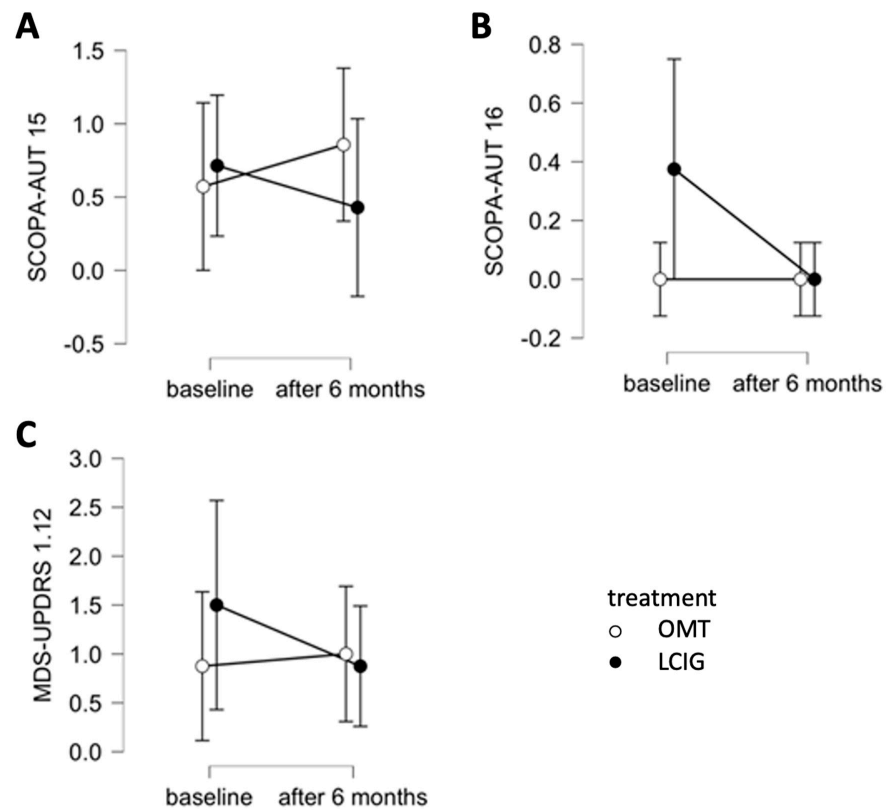 A
SCOPA-AUT 15
1.5
1.0
0.5
0.0
-0.5
baseline after 6 months
B
SCOPA-AUT 16
0.8
0.6
0.4
0.2
0.0
-0.2
baseline after 6 months
C
MDS-UPDRS 1.12
3.0
2.5
2.0
1.5
1.0
0.5
0.0
baseline after 6 months
treatment
OMT
LCIG